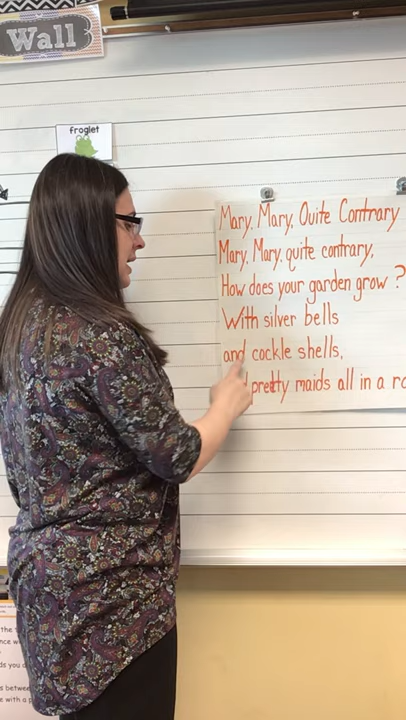 Wall
froglet
Mary, Mary, Quite Contrary
Mary, Mary, quite contrary,
How does your garden grow?
With silver bells
and cockle shells,
pretty maids all in a
the